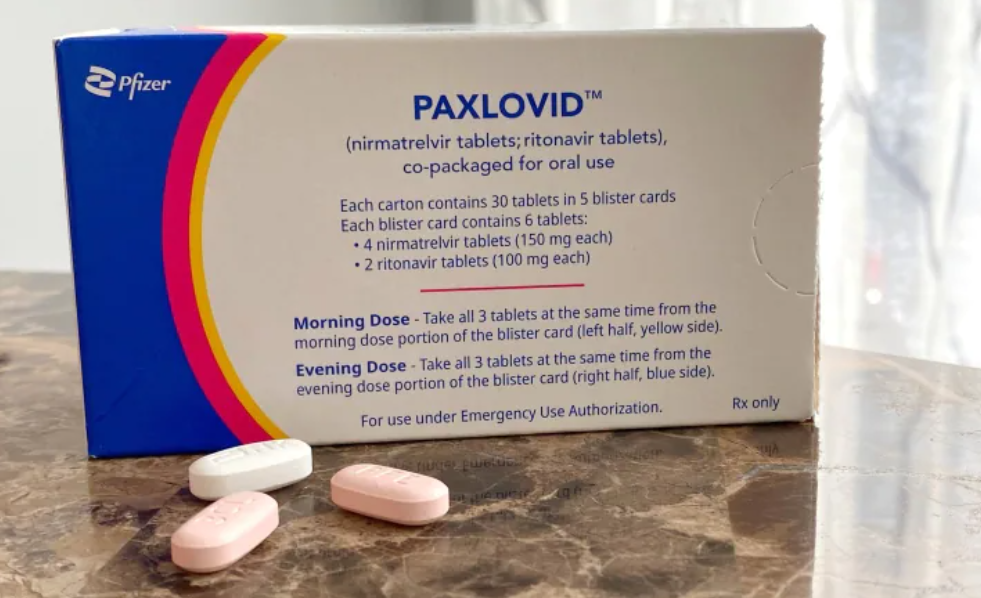 Pfizer
PAXLOVID™
(nirmatrelvir tablets; ritonavir tablets),
co-packaged for oral use
Each carton contains 30 tablets in 5 blister cards
Each blister card contains 6 tablets:
• 4 nirmatrelvir tablets (150 mg each)
• 2 ritonavir tablets (100 mg each)
Morning Dose - Take all 3 tablets at the same time from the
morning dose portion of the blister card (left half, yellow side).
Evening Dose - Take all 3 tablets at the same time from the
evening dose portion of the blister card (right half, blue side).
For use under Emergency Use Authorization.
Rx only